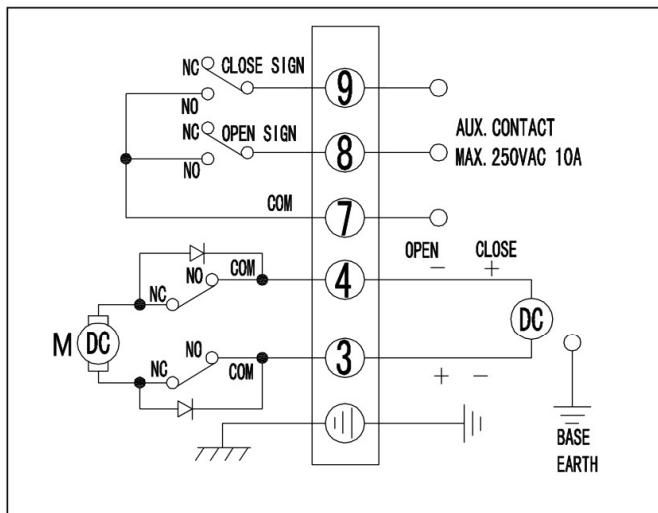 NC CLOSE SIGN
9
NO
NC OPEN SIGN
8
AUX. CONTACT
MAX. 250VAC 10A
NO
COM
7
OPEN CLOSE
NO COM
4
- +
NC
M DC
DC
NO
3
NC
COM
+ -
BASE
EARTH